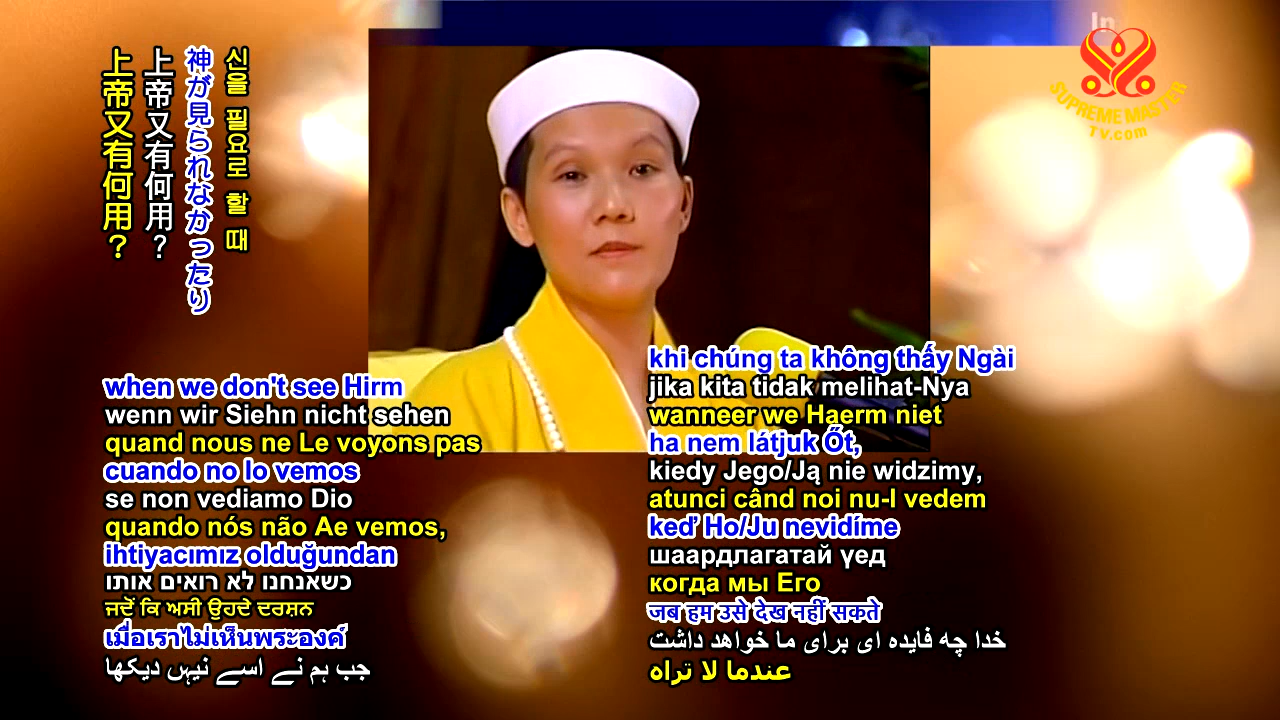 In
SUPREME MASTER
TV.com
신을 필요로 할 때
神が見られなかったり
上帝又有何用？
上帝又有何用？
when we don't see Hirm
wenn wir Siehn nicht sehen
quand nous ne Le voyons pas
cuando no lo vemos
se non vediamo Dio
quando nós não Ae vemos,
ihtiyacımız olduğundan
כשאנחנו לא רואים אותו
ਜਦੋਂ ਕਿ ਅਸੀ ਉਹਦੇ ਦਰਸ਼ਨ
เมื่อเราไม่เห็นพระองค์
جب ہم نے اسے نہیں دیکھا
khi chúng ta không thấy Ngài
jika kita tidak melihat-Nya
wanneer we Haerm niet
ha nem látjuk Őt,
kiedy Jego/Ją nie widzimy,
atunci când noi nu-l vedem
keď Ho/Ju nevidíme
шаардлагатай үед
когда мы Его
जब हम उसे देख नहीं सकते
خدا چه فایده ای برای ما خواهد داشت
عندما لا تراه